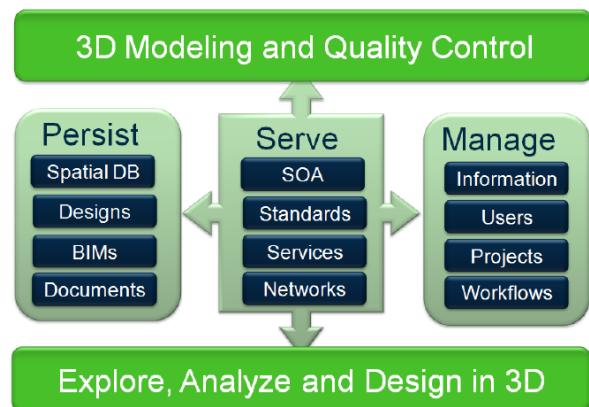 3D Modeling and Quality Control
Persist
Spatial DB
Designs
BIMs
Documents
Serve
SOA
Standards
Services
Networks
Manage
Information
Users
Projects
Workflows
Explore, Analyze and Design in 3D